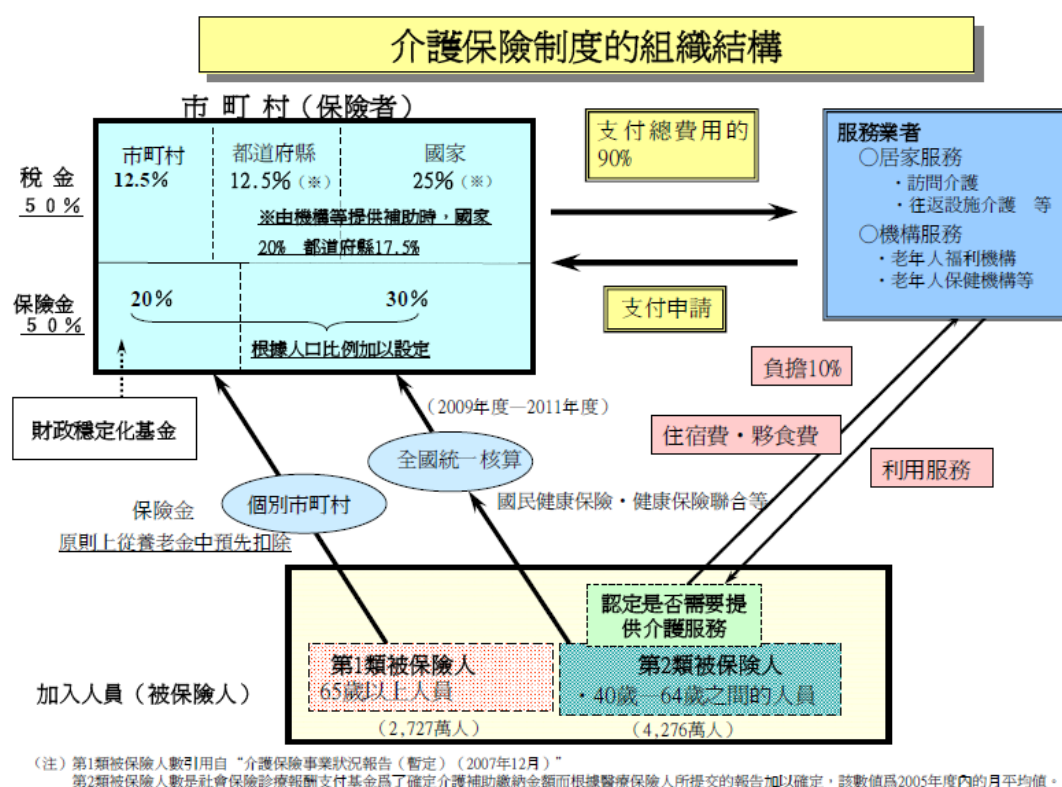 介護保險制度的組織結構
市 町 村（保險者）
稅 金
５０％
市町村
12.5%
都道府縣
12.5%（※）
國家
25%（※）
※由機構等提供補助時，國家
20%　都道府縣17.5%
保險金
５０％
20%
30%
根據人口比例加以設定
財政穩定化基金
支付總費用的
90%
支付申請
服務業者
○居家服務
・訪問介護
・往返設施介護　等
○機構服務
・老年人福利機構
・老年人保健機構等
負擔10%
住宿費・夥食費
利用服務
（2009年度—2011年度）
全國統一核算
國民健康保險・健康保險聯合等
個別市町村
保險金
原則上從養老金中預先扣除
認定是否需要提
供介護服務
加入人員（被保險人）
第1類被保險人
65歲以上人員
（2,727萬人）
第2類被保険人
・40歲—64歲之間的人員
（4,276萬人）
（注）第1類被保險人數引用自“介護保險事業狀況報告（暫定）（2007年12月）”
第2類被保險人數是社會保險診療報酬支付基金爲了確定介護補助繳納金額而根據醫療保險人所提交的報告加以確定，該數值爲2005年度內的月平均值。